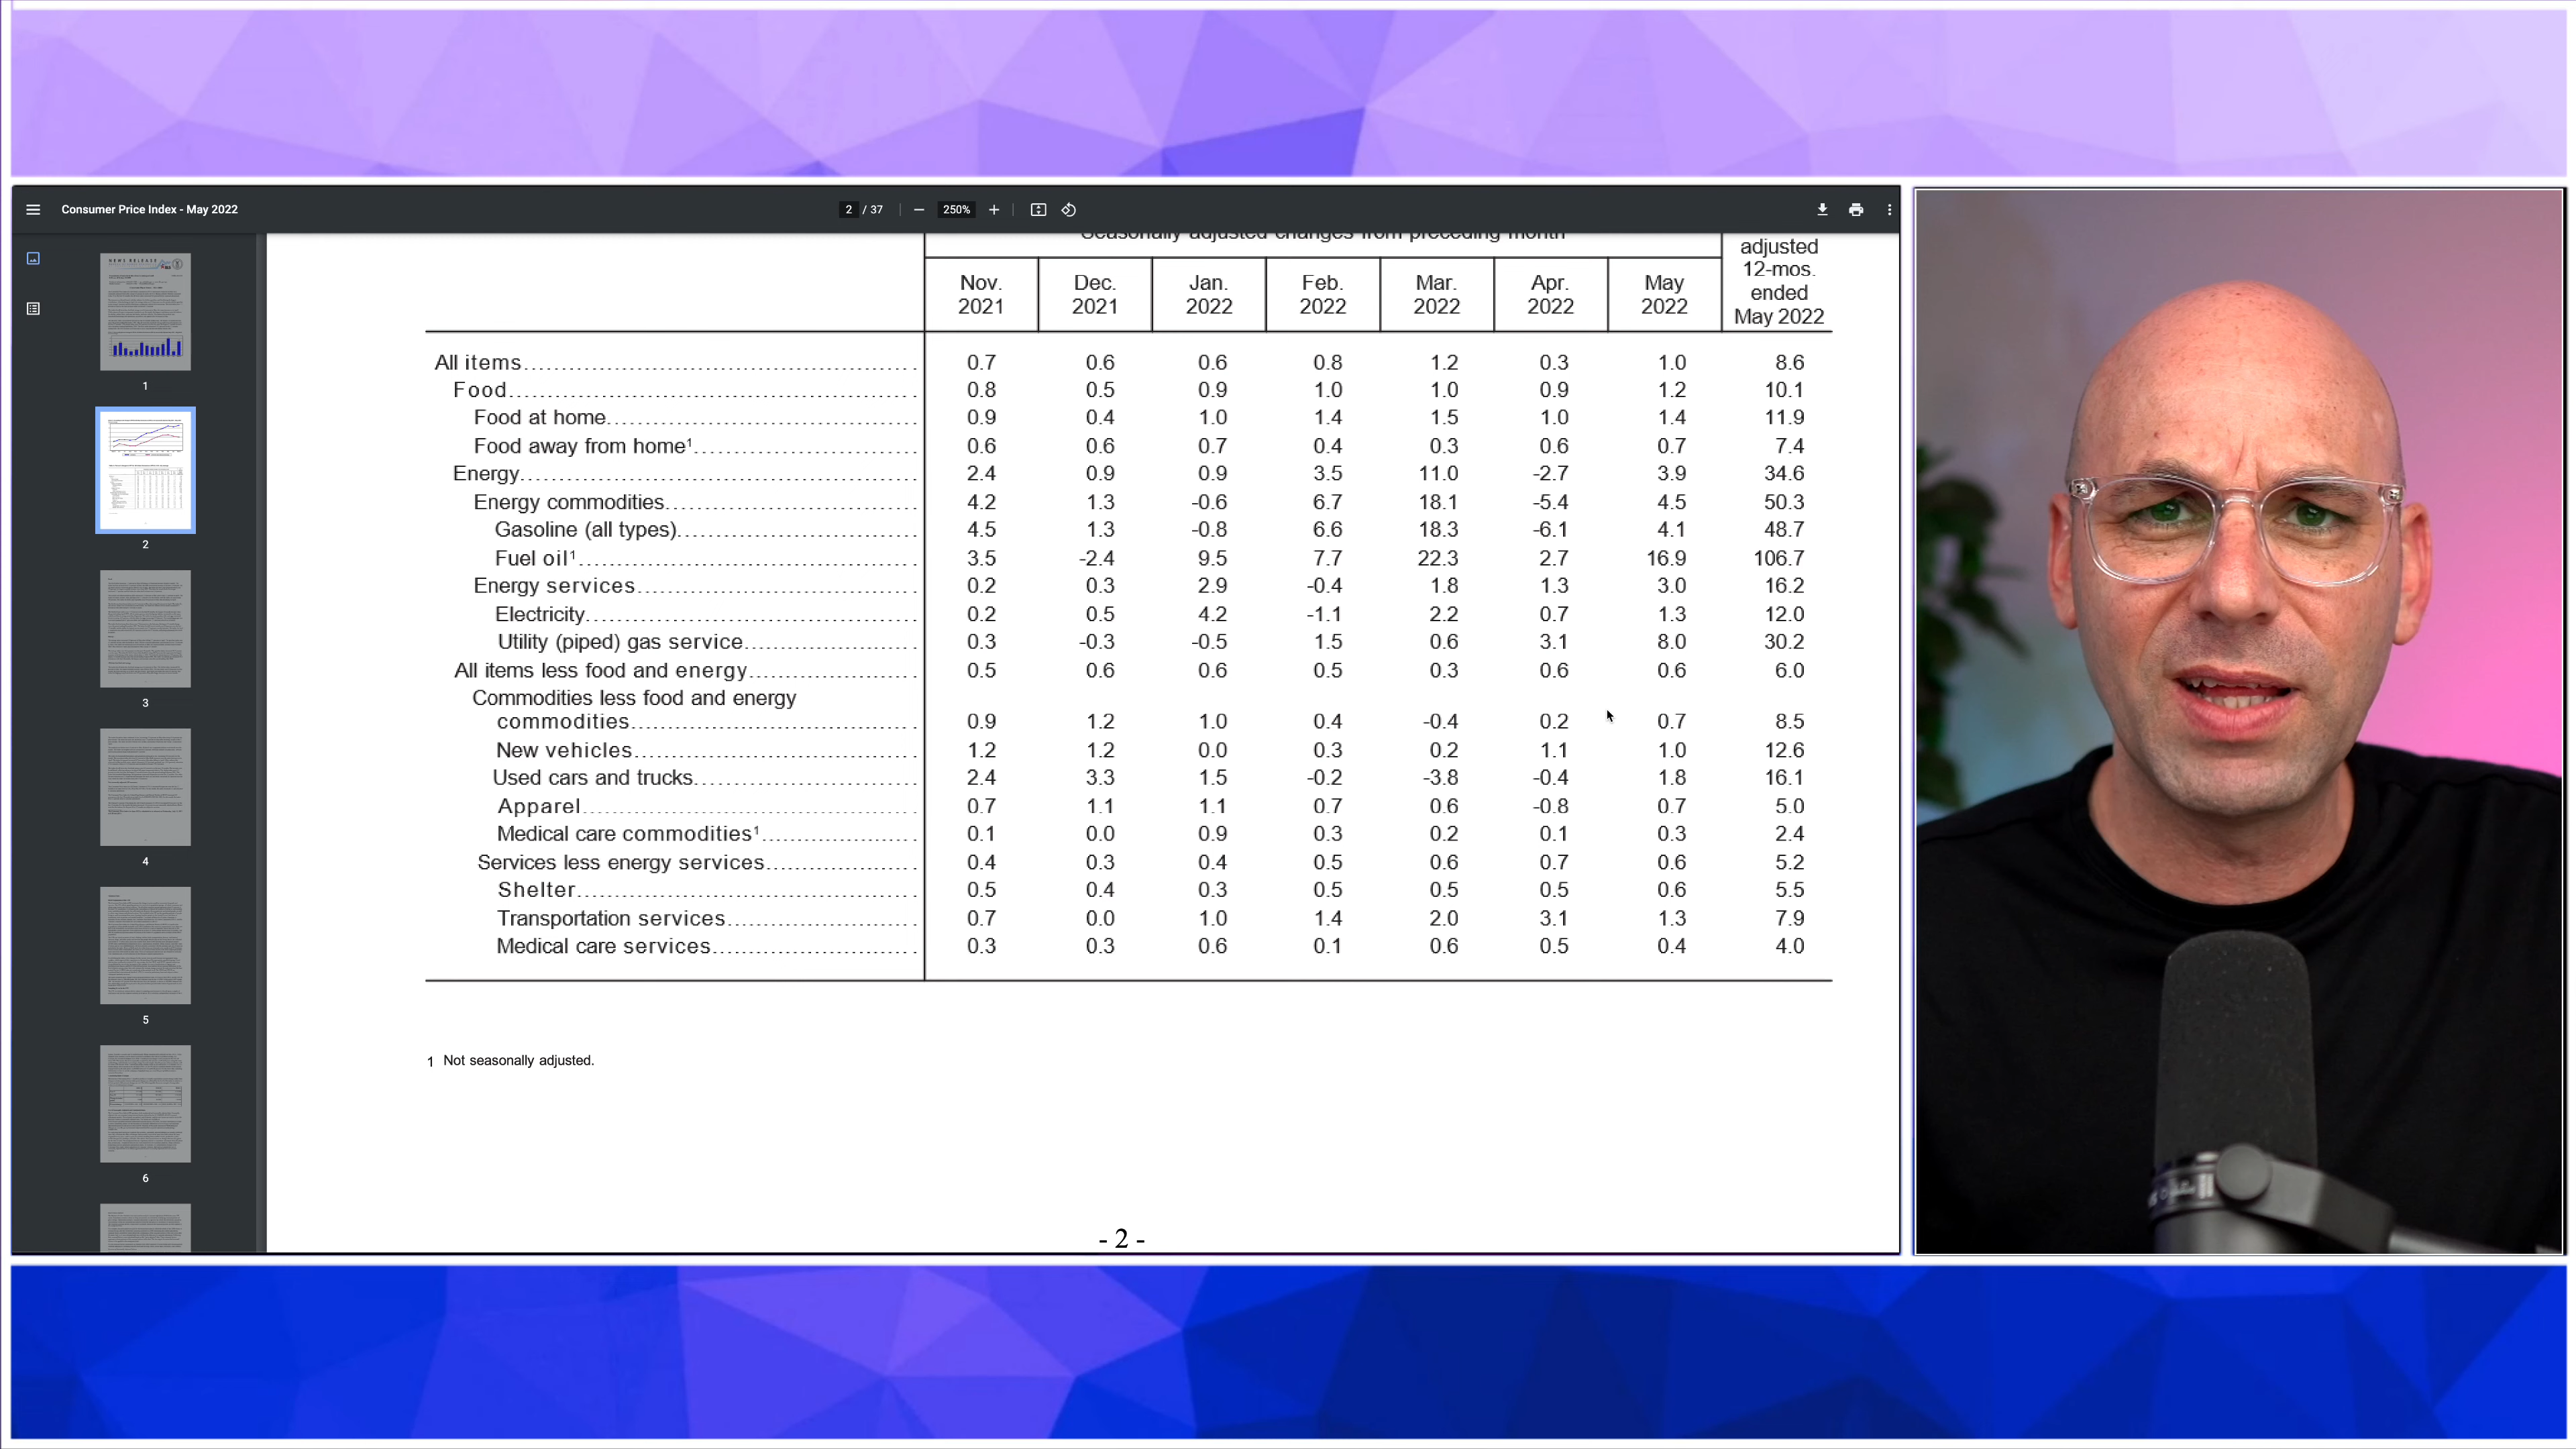 Consumer Price Index - May 2022
2 / 37
250%
Seasonally adjusted changes from preceding month
adjusted
12-mos.
ended
May 2022
Nov. 2021
Dec. 2021
Jan. 2022
Feb. 2022
Mar. 2022
Apr. 2022
May 2022
All items 0.7 0.6 0.6 0.8 1.2 0.3 1.0 8.6
Food 0.8 0.5 0.9 1.0 1.0 0.9 1.2 10.1
Food at home 0.9 0.4 1.0 1.4 1.5 1.0 1.4 11.9
Food away from home¹ 0.6 0.6 0.7 0.4 0.3 0.6 0.7 7.4
Energy 2.4 0.9 0.9 3.5 11.0 -2.7 3.9 34.6
Energy commodities 4.2 1.3 -0.6 6.7 18.1 -5.4 4.5 50.3
Gasoline (all types) 4.5 1.3 -0.8 6.6 18.3 -6.1 4.1 48.7
Fuel oil¹ 3.5 -2.4 9.5 7.7 22.3 2.7 16.9 106.7
Energy services 0.2 0.3 2.9 -0.4 1.8 1.3 3.0 16.2
Electricity 0.2 0.5 4.2 -1.1 2.2 0.7 1.3 12.0
Utility (piped) gas service 0.3 -0.3 -0.5 1.5 0.6 3.1 8.0 30.2
All items less food and energy 0.5 0.6 0.6 0.5 0.3 0.6 0.6 6.0
Commodities less food and energy
commodities 0.9 1.2 1.0 0.4 -0.4 0.2 0.7 8.5
New vehicles 1.2 1.2 0.0 0.3 0.2 1.1 1.0 12.6
Used cars and trucks 2.4 3.3 1.5 -0.2 -3.8 -0.4 1.8 16.1
Apparel 0.7 1.1 1.1 0.7 0.6 -0.8 0.7 5.0
Medical care commodities¹ 0.1 0.0 0.9 0.3 0.2 0.1 0.3 2.4
Services less energy services 0.4 0.3 0.4 0.5 0.6 0.7 0.6 5.2
Shelter 0.5 0.4 0.3 0.5 0.5 0.5 0.6 5.5
Transportation services 0.7 0.0 1.0 1.4 2.0 3.1 1.3 7.9
Medical care services 0.3 0.3 0.6 0.1 0.6 0.5 0.4 4.0
1 Not seasonally adjusted.
- 2 -
NEWS RELEASE
1
2
3
4
5
6